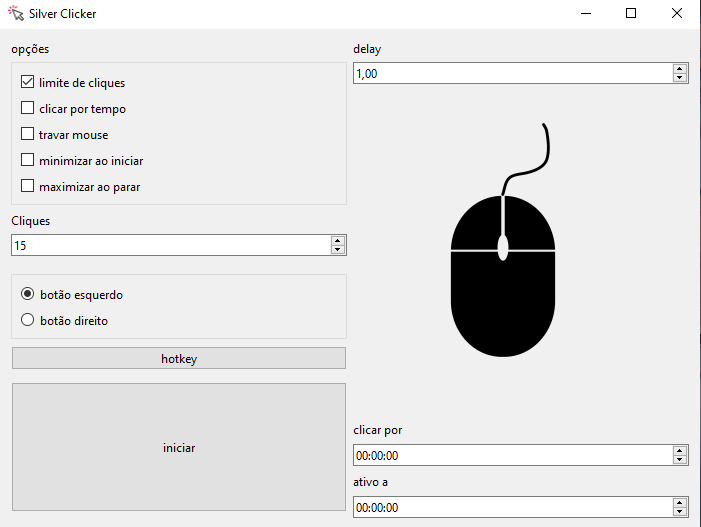 Silver Clicker
opções
limite de cliques
clicar por tempo
travar mouse
minimizar ao iniciar
maximizar ao parar
Cliques
15
botão esquerdo
botão direito
hotkey
iniciar
delay
1,00
clicar por
00:00:00
ativo a
00:00:00